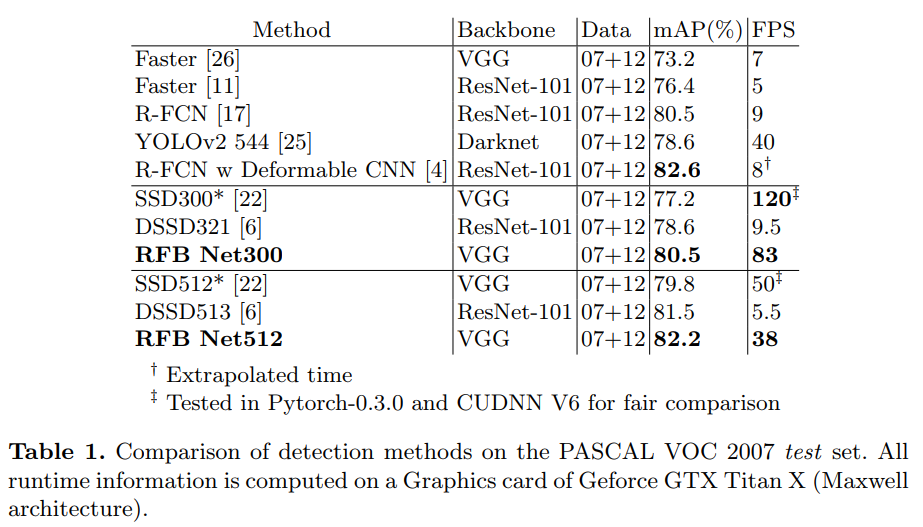 Method Backbone Data mAP(%) FPS
Faster [26] VGG 07+12 73.2 7
Faster [11] ResNet-101 07+12 76.4 5
R-FCN [17] ResNet-101 07+12 80.5 9
YOLOv2 544 [25] Darknet 07+12 78.6 40
R-FCN w Deformable CNN [4] ResNet-101 07+12 82.6 8†
SSD300* [22] VGG 07+12 77.2 120‡
DSSD321 [6] ResNet-101 07+12 78.6 9.5
RFB Net300 VGG 07+12 80.5 83
SSD512* [22] VGG 07+12 79.8 50‡
DSSD513 [6] ResNet-101 07+12 81.5 5.5
RFB Net512 VGG 07+12 82.2 38
† Extrapolated time
‡ Tested in Pytorch-0.3.0 and CUDNN V6 for fair comparison
Table 1. Comparison of detection methods on the PASCAL VOC 2007 test set. All
runtime information is computed on a Graphics card of Geforce GTX Titan X (Maxwell
architecture).